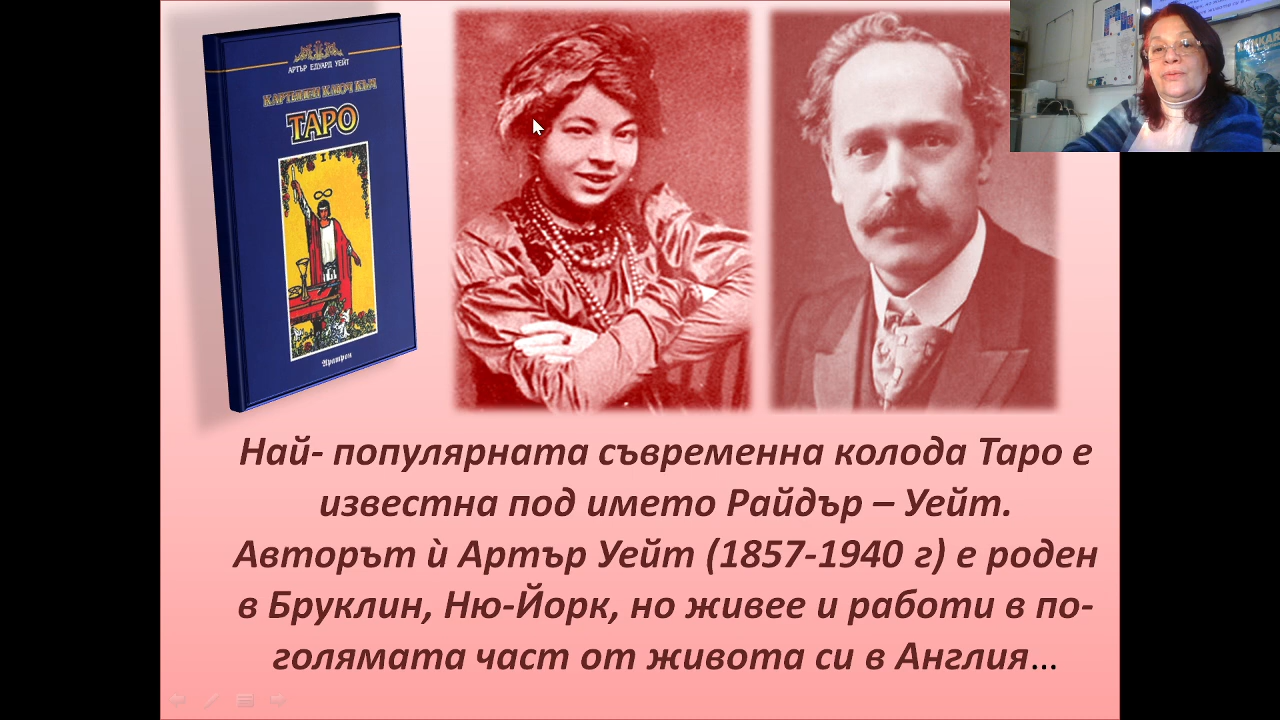 АРТЪР ЕДУАРД УЕЙТ
КАРТИНЕН КЛЮЧ КЪМ
ТАРО
I
Аратрон
Най- популярната съвременна колода Таро е
известна под името Райдър – Уейт.
Авторът ѝ Артър Уейт (1857-1940 г) е роден
в Бруклин, Ню-Йорк, но живее и работи в по-
голямата част от живота си в Англия...